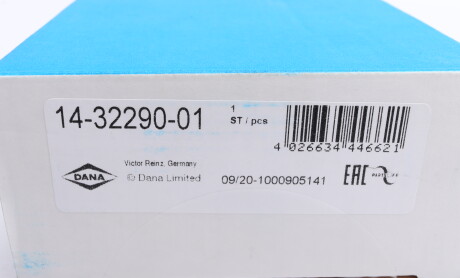 14-32290-01
1
ST / pcs
4 026634 446621
Victor Reinz, Germany
DANA
© Dana Limited
09/20-1000905141
EAC